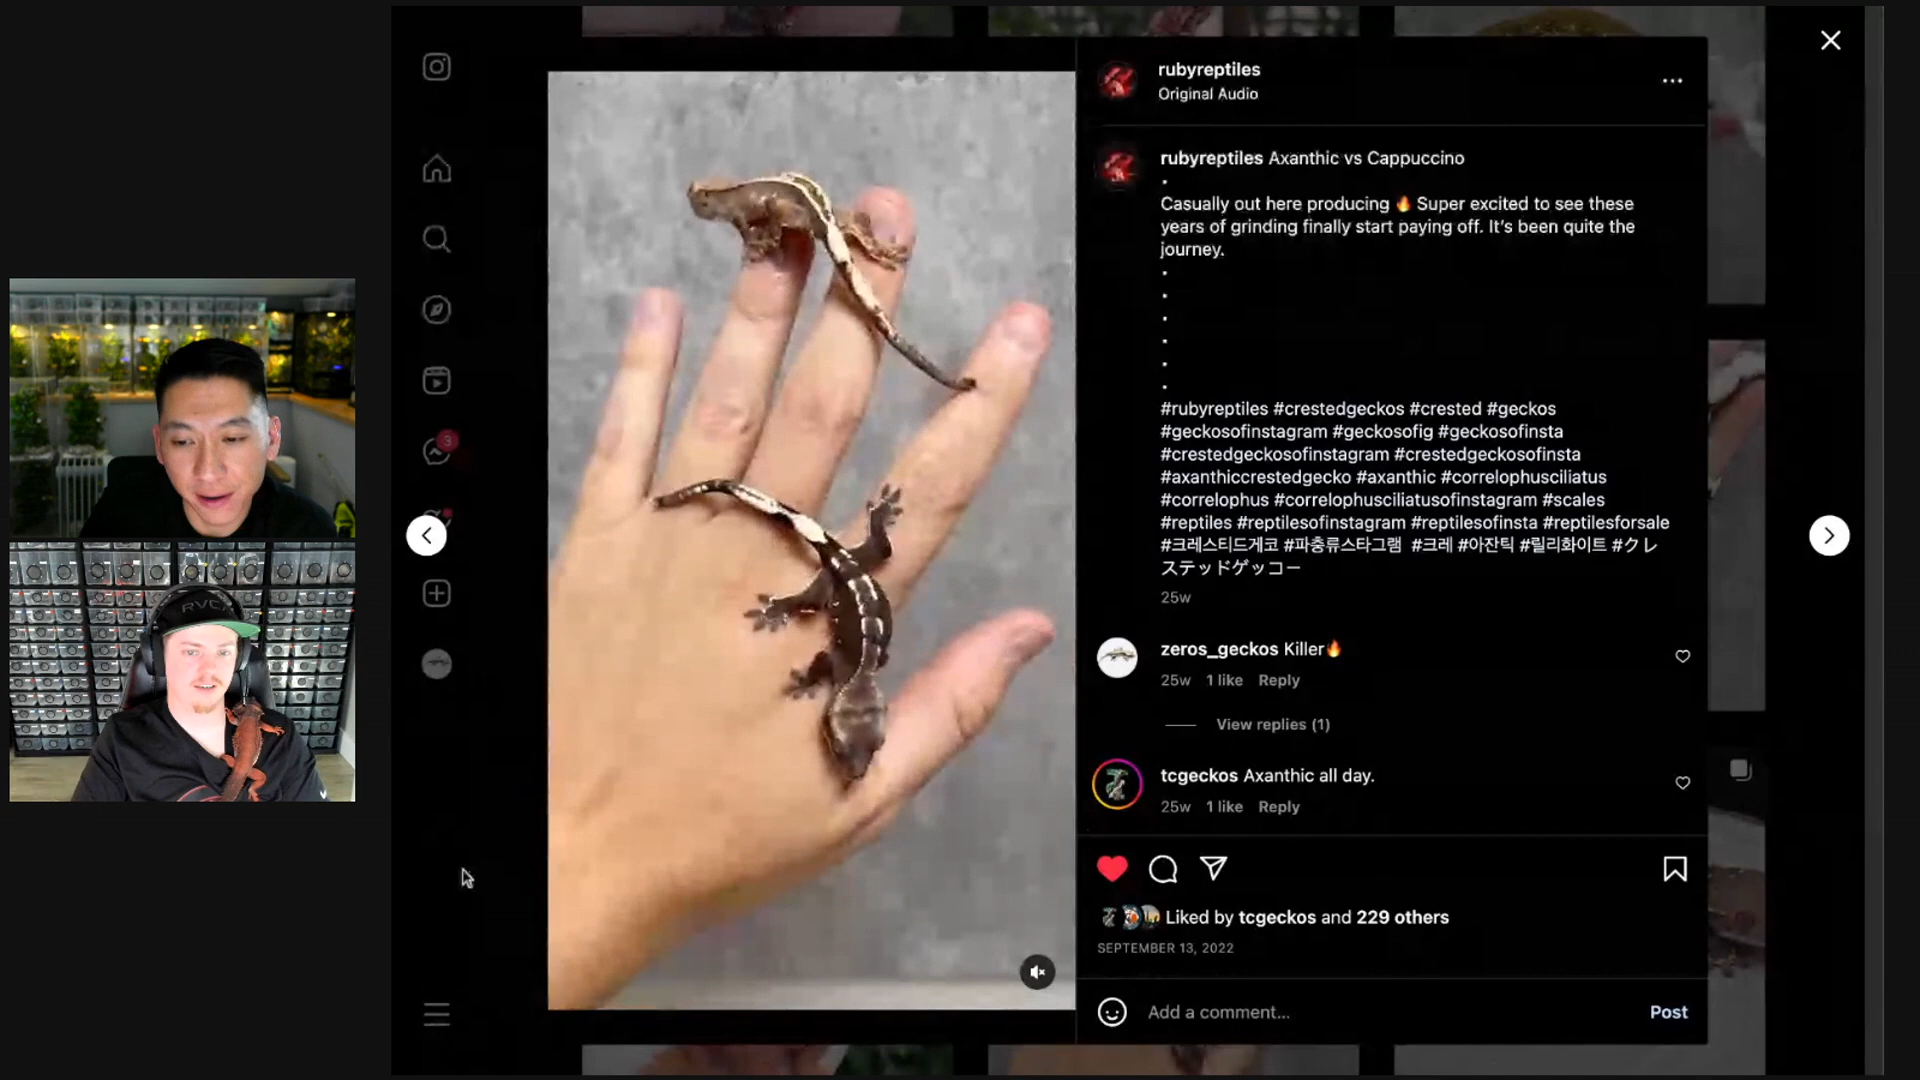 rubyreptiles
Original Audio
rubyreptiles Axanthic vs Cappuccino
.
Casually out here producing 🔥 Super excited to see these
years of grinding finally start paying off. It's been quite the
journey.
.
.
.
.
.
.
#rubyreptiles #crestedgeckos #crested #geckos
#geckosofinstagram #geckosofig #geckosofinsta
#crestedgeckosofinstagram #crestedgeckosofinsta
#axanthiccrestedgecko #axanthic #correlophusciliatus
#correlophus #correlophusciliatusofinstagram #scales
#reptiles #reptilesofinstagram #reptilesofinsta #reptilesforsale
#크레스티드게코 #파충류스타그램 #크레 #아잔틱 #릴리화이트 #クレ
ステッドゲッコー
25w
zeros_geckos Killer🔥
25w 1 like Reply
View replies (1)
tcgeckos Axanthic all day.
25w 1 like Reply
Liked by tcgeckos and 229 others
SEPTEMBER 13, 2022
Add a comment...
Post
3
RVCA